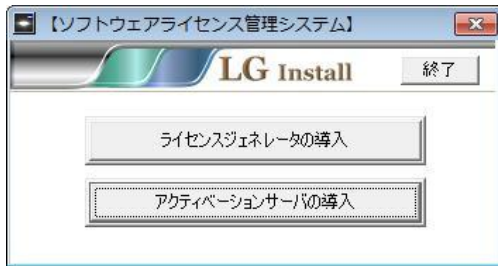 【ソフトウェアライセンス管理システム】
LG Install
終了
ライセンスジェネレータの導入
アクティベーションサーバの導入